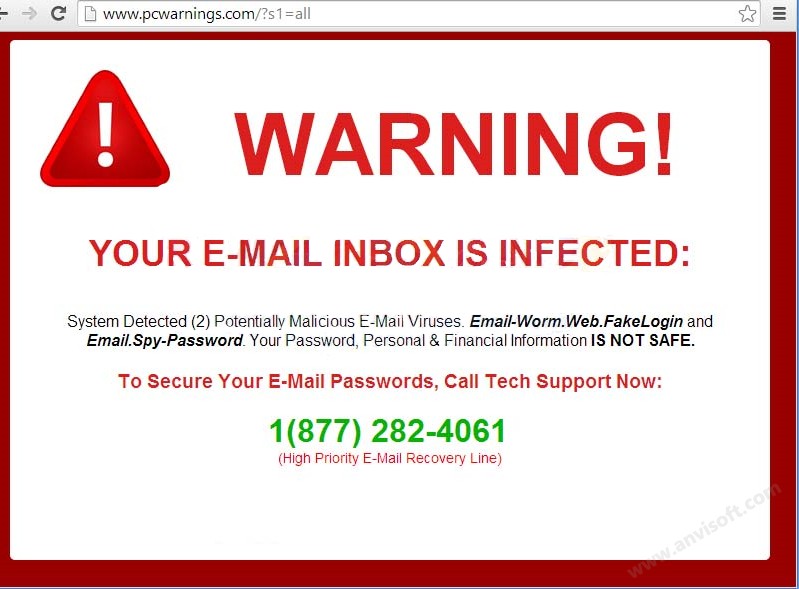 www.pcwarnings.com/?s1=all
!
WARNING!
YOUR E-MAIL INBOX IS INFECTED:
System Detected (2) Potentially Malicious E-Mail Viruses. Email-Worm.Web.FakeLogin and
Email.Spy-Password. Your Password, Personal & Financial Information IS NOT SAFE.
To Secure Your E-Mail Passwords, Call Tech Support Now:
1(877) 282-4061
(High Priority E-Mail Recovery Line)
www.anvisoft.com